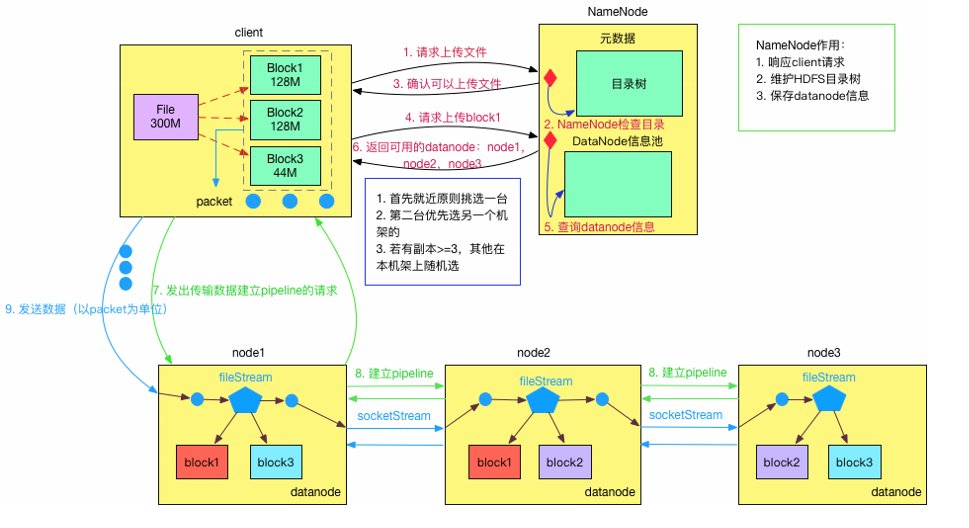 client
Block1
128M
File
300M
Block2
128M
Block3
44M
packet
1. 请求上传文件
3. 确认可以上传文件
4. 请求上传block1
6. 返回可用的datanode：node1，
node2，node3
NameNode
元数据
目录树
2. NameNode检查目录
DataNode信息池
5. 查询datanode信息
NameNode作用：
1. 响应client请求
2. 维护HDFS目录树
3. 保存datanode信息
1. 首先就近原则挑选一台
2. 第二台优先选另一个机
架的
3. 若有副本>=3，其他在
本机架上随机选
7. 发出传输数据建立pipeline的请求
9. 发送数据（以packet为单位）
node1
fileStream
block1
block3
datanode
8. 建立pipeline
socketStream
node2
fileStream
block1
block2
datanode
8. 建立pipeline
socketStream
node3
fileStream
block2
block3
datanode